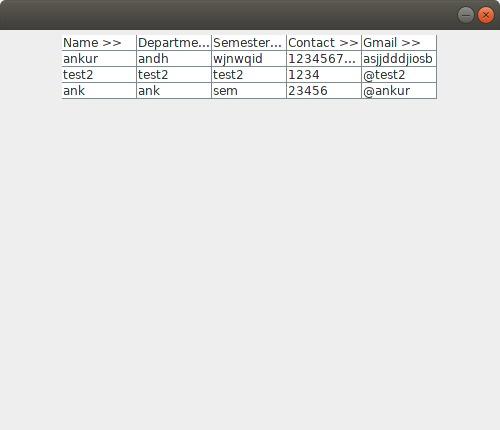 Name >> Departme... Semester... Contact >> Gmail >>
ankur andh wjnwqid 1234567... asjjdddjiosb
test2 test2 test2 1234 @test2
ank ank sem 23456 @ankur